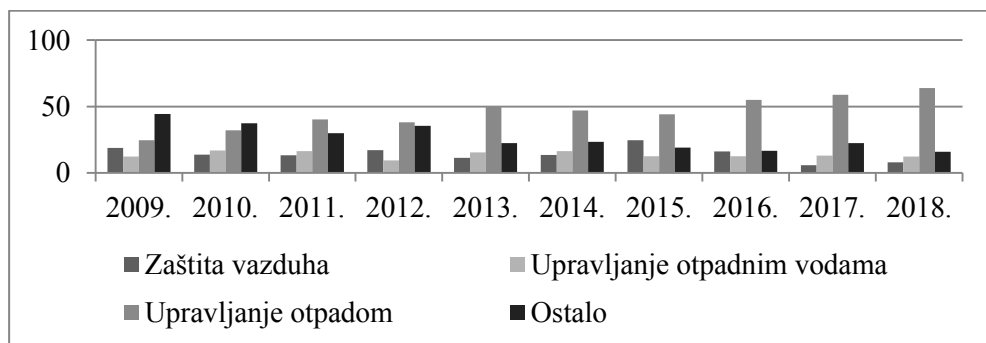 100
50
0
2009. 2010. 2011. 2012. 2013. 2014. 2015. 2016. 2017. 2018.
Zaštita vazduha Upravljanje otpadnim vodama
Upravljanje otpadom Ostalo